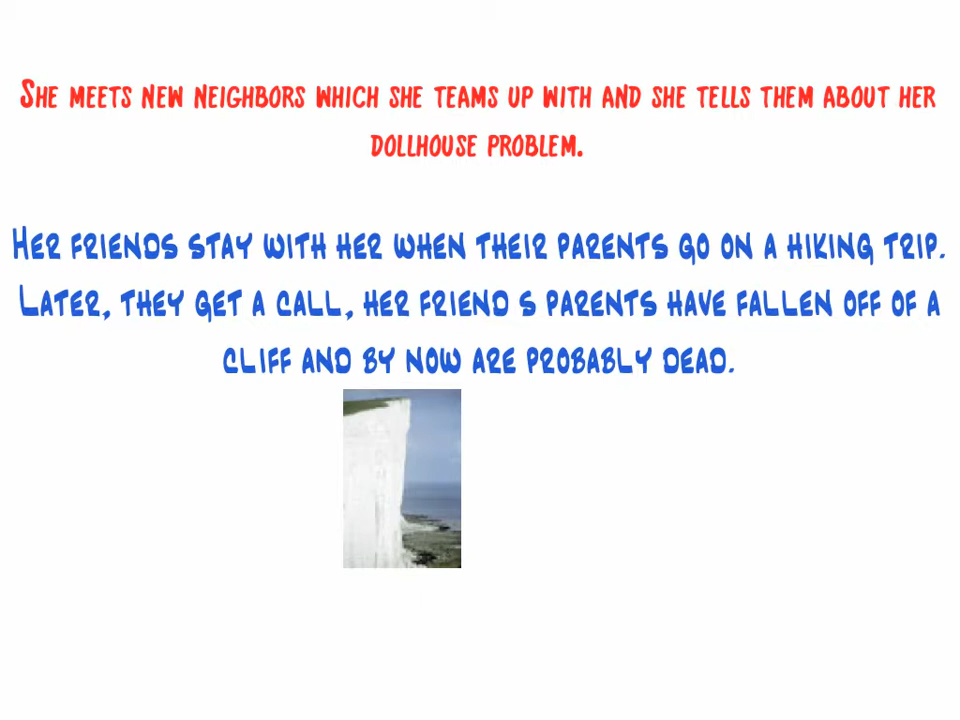 She meets new neighbors which she teams up with and she tells them about her
dollhouse problem.
Her friends stay with her when their parents go on a hiking trip.
Later, they get a call, her friend s parents have fallen off of a
cliff and by now are probably dead.